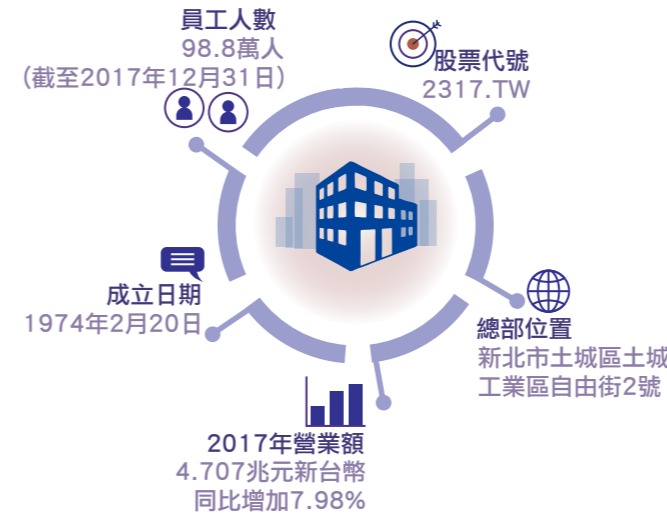 員工人數
98.8萬人
(截至2017年12月31日)
股票代號
2317.TW
成立日期
1974年2月20日
總部位置
新北市土城區土城
工業區自由街2號
2017年營業額
4.707兆元新台幣
同比增加7.98%